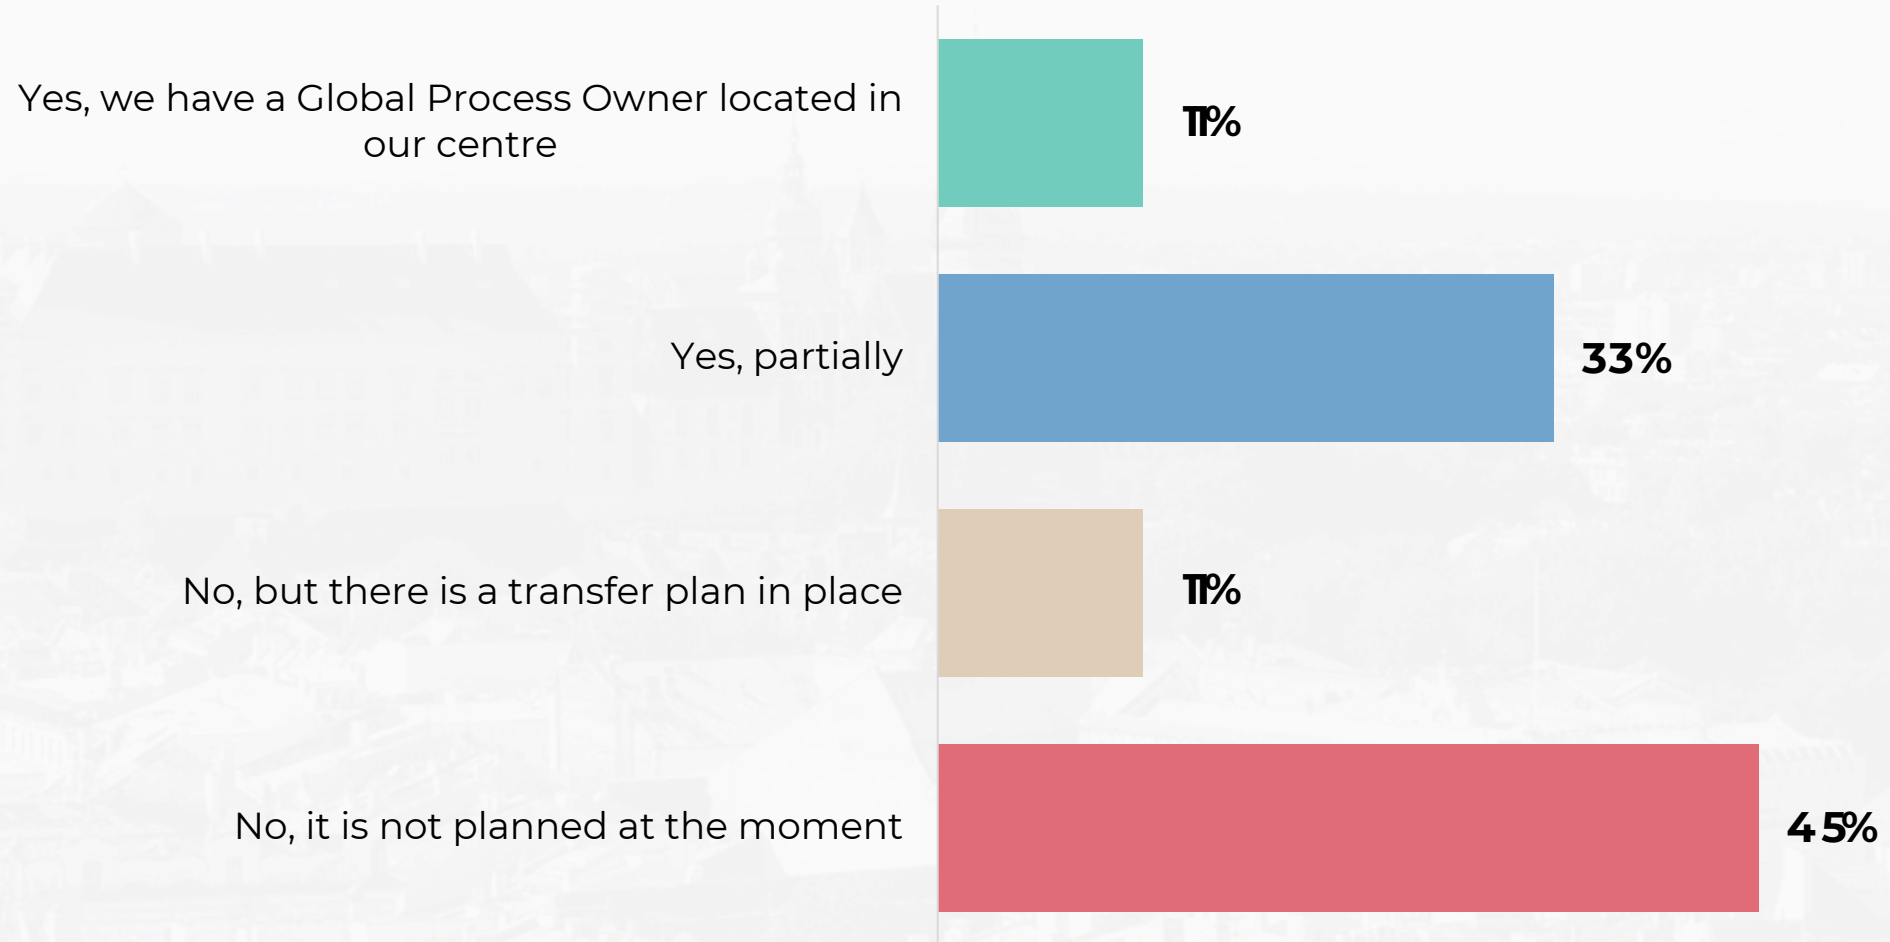 Yes, we have a Global Process Owner located in
our centre
11%
Yes, partially
33%
No, but there is a transfer plan in place
11%
No, it is not planned at the moment
45%